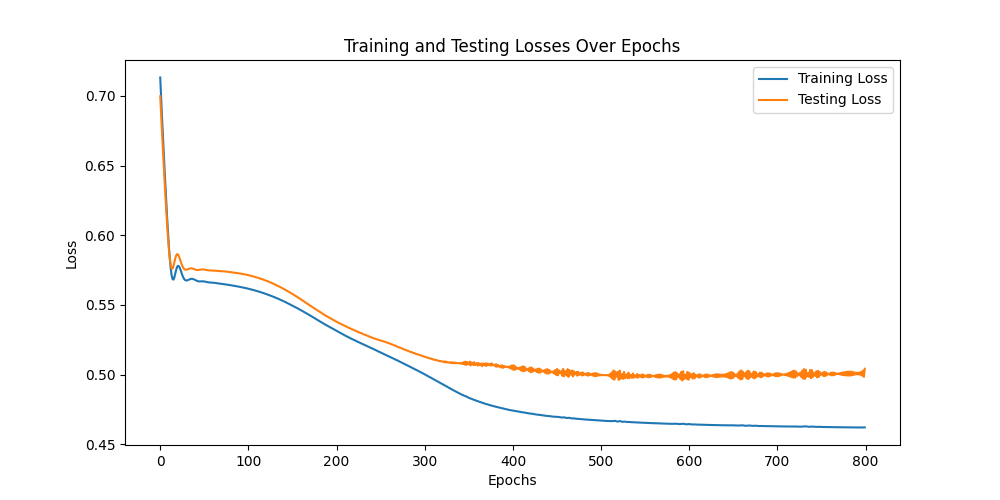 Training and Testing Losses Over Epochs
Training Loss
Testing Loss
Loss
0.70
0.65
0.60
0.55
0.50
0.45
0 100 200 300 400 500 600 700 800
Epochs